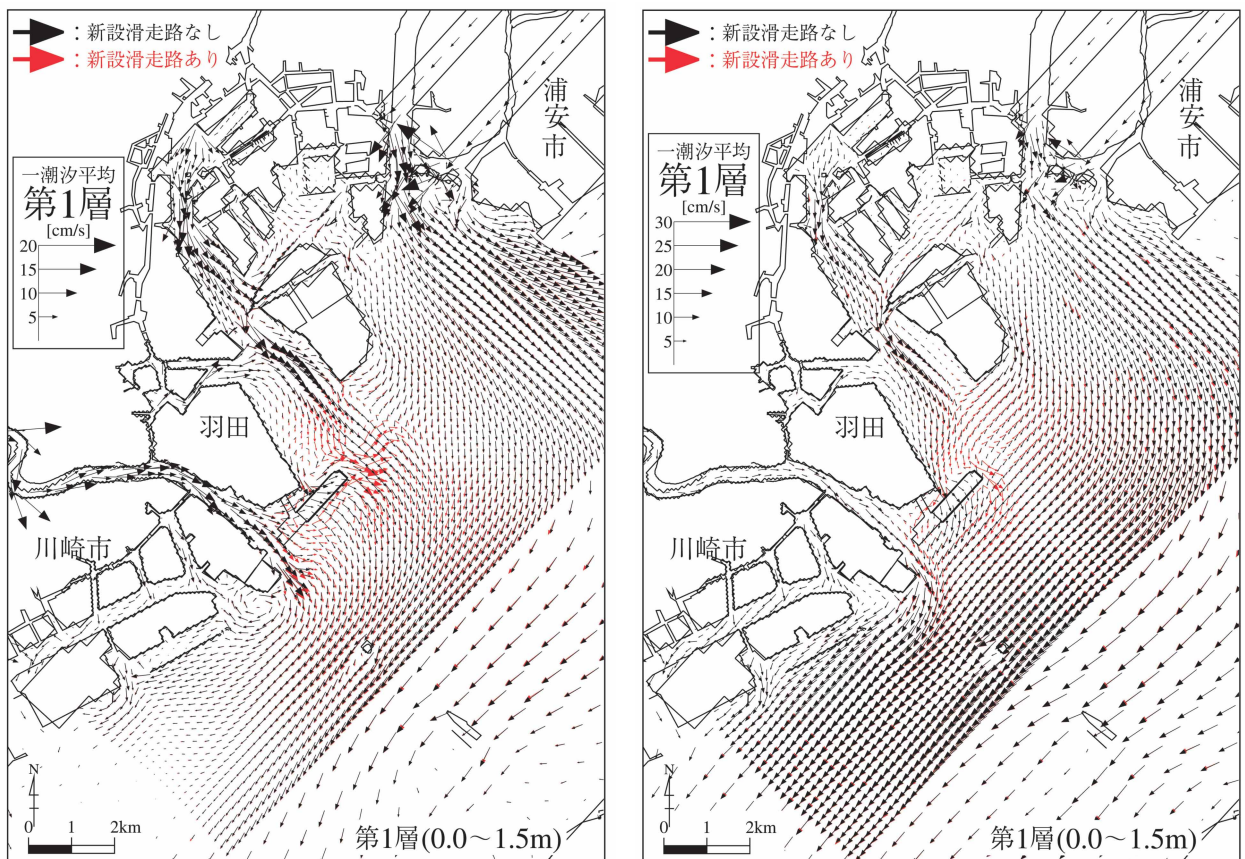 ：新設滑走路なし
：新設滑走路あり
浦安市
一潮汐平均
第1層
[cm/s]
20
15
10
5
羽田
川崎市
N
0 1 2km
第1層(0.0～1.5m)
：新設滑走路なし
：新設滑走路あり
浦安市
一潮汐平均
第1層
[cm/s]
30
25
20
15
10
5
羽田
川崎市
N
0 1 2km
第1層(0.0～1.5m)